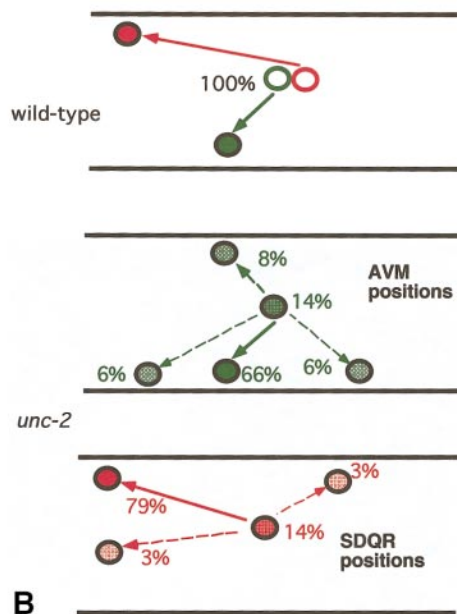 100%
wild-type
8%
AVM
positions
14%
6%
66%
6%
unc-2
3%
79%
14%
3%
SDQR
positions
B